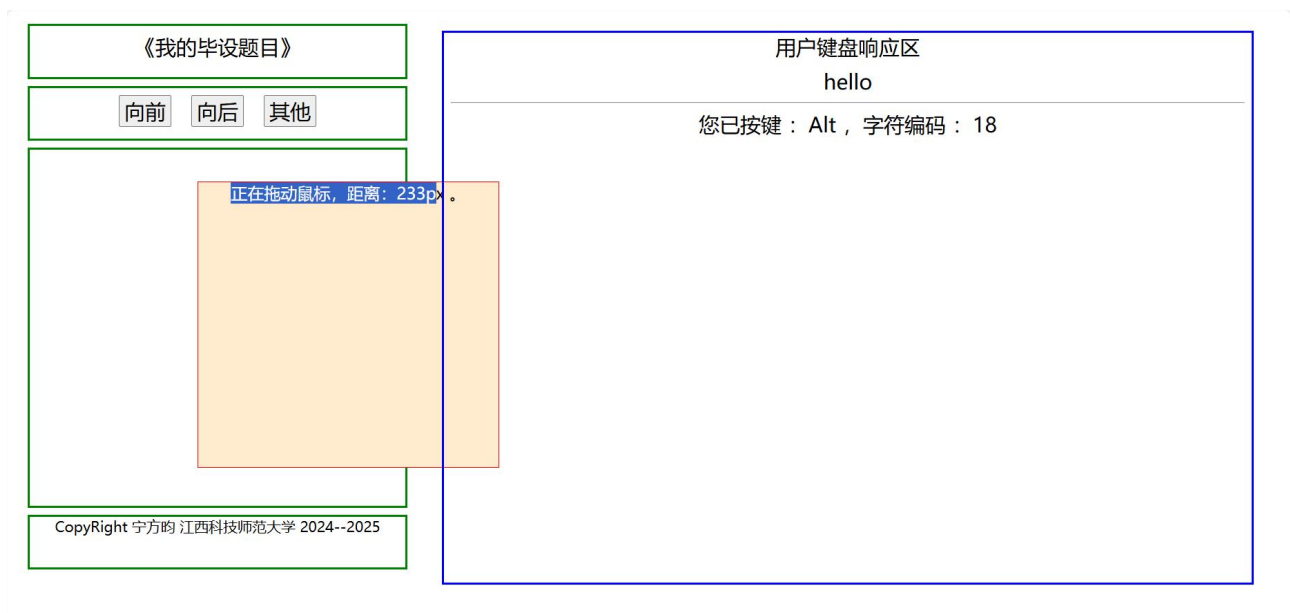 《我的毕设题目》
向前 向后 其他
正在拖动鼠标，距离：233px 。
CopyRight 宁方昀 江西科技师范大学 2024--2025
用户键盘响应区
hello
您已按键 ： Alt ，字符编码 ： 18